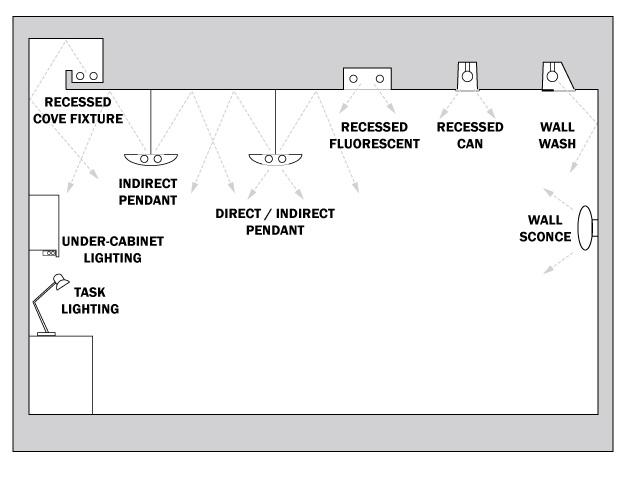 RECESSED
COVE FIXTURE
INDIRECT
PENDANT
DIRECT / INDIRECT
PENDANT
RECESSED
FLUORESCENT
RECESSED
CAN
WALL
WASH
WALL
SCONCE
UNDER-CABINET
LIGHTING
TASK
LIGHTING